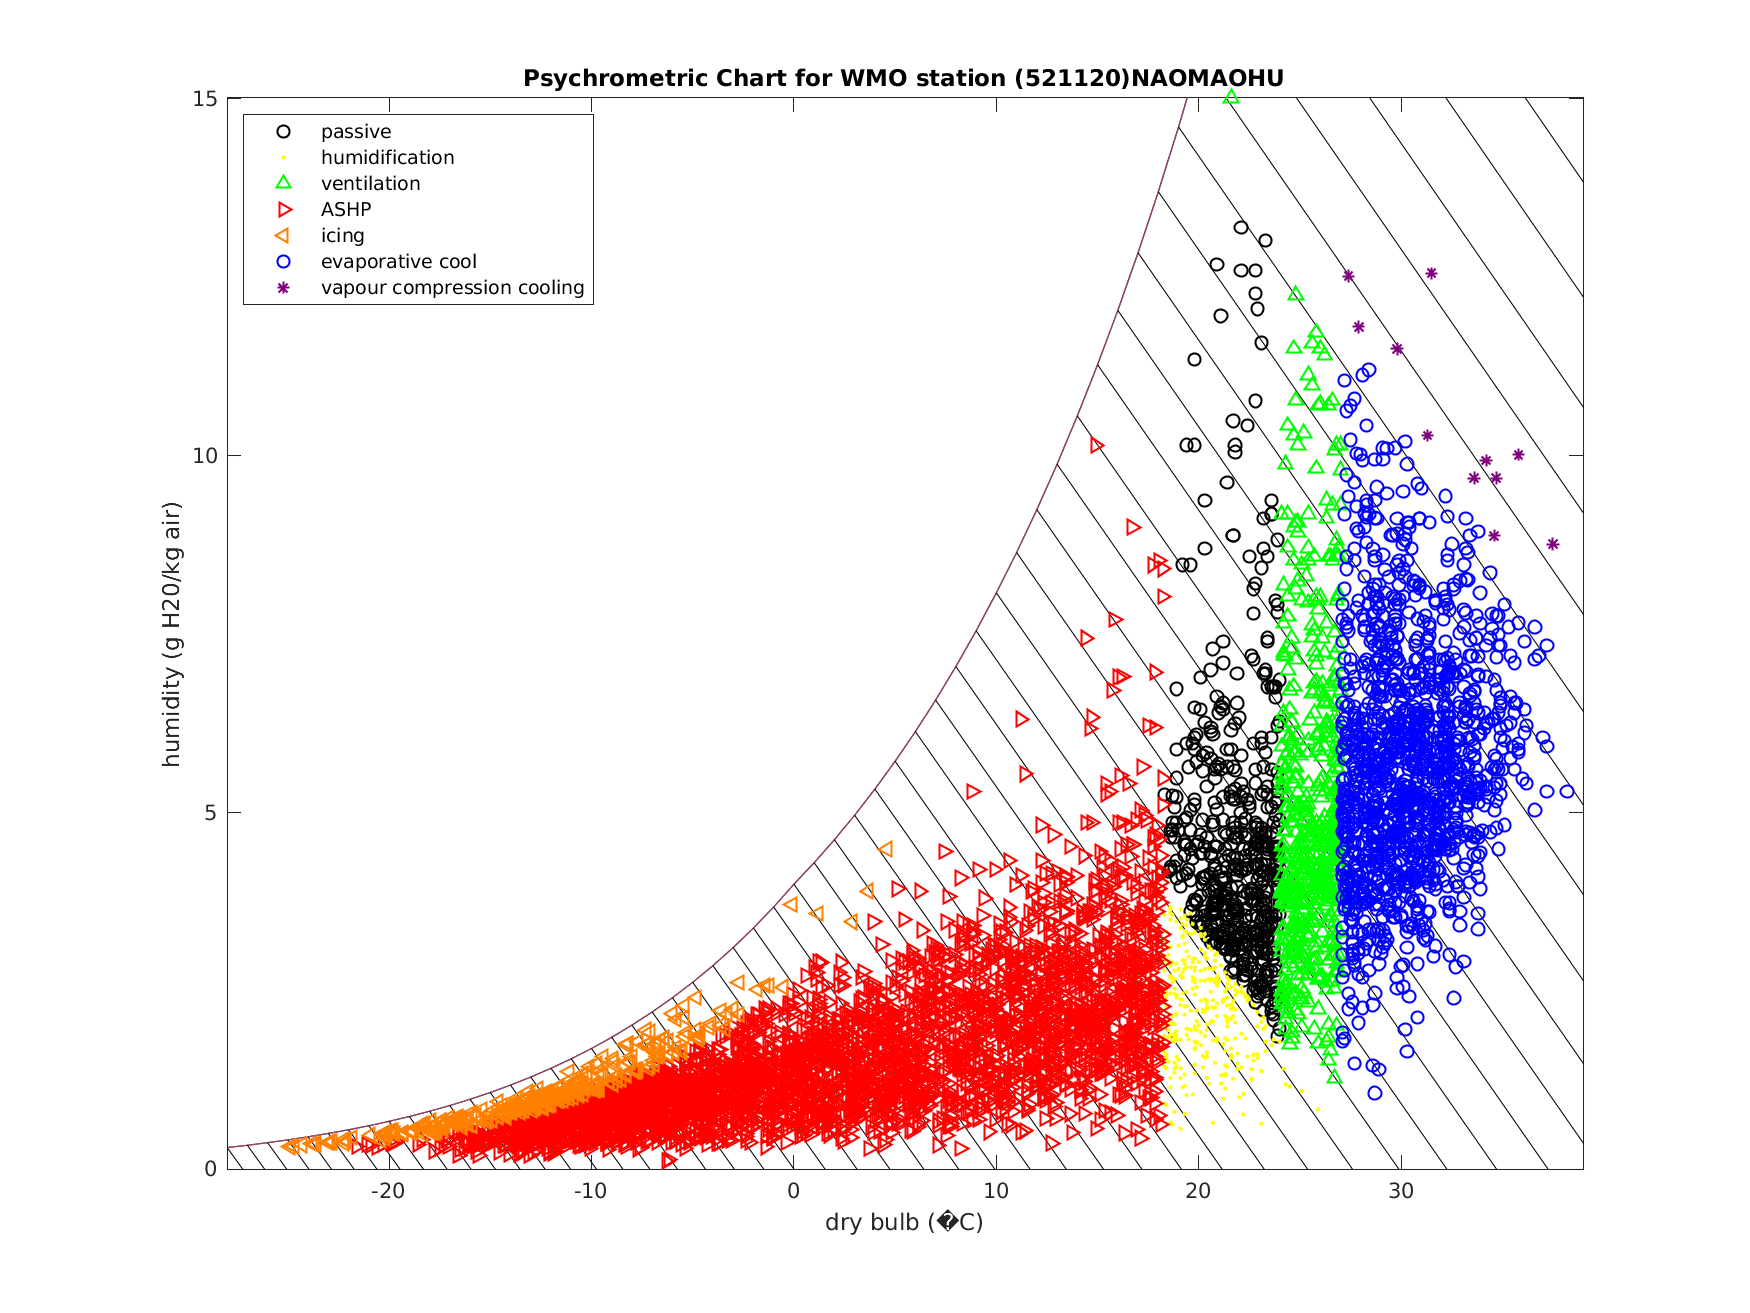 Psychrometric Chart for WMO station (521120)NAOMAOHU
15
10
5
0
humidity (g H20/kg air)
passive
humidification
ventilation
ASHP
icing
evaporative cool
vapour compression cooling
-20 -10 0 10 20 30
dry bulb (�C)